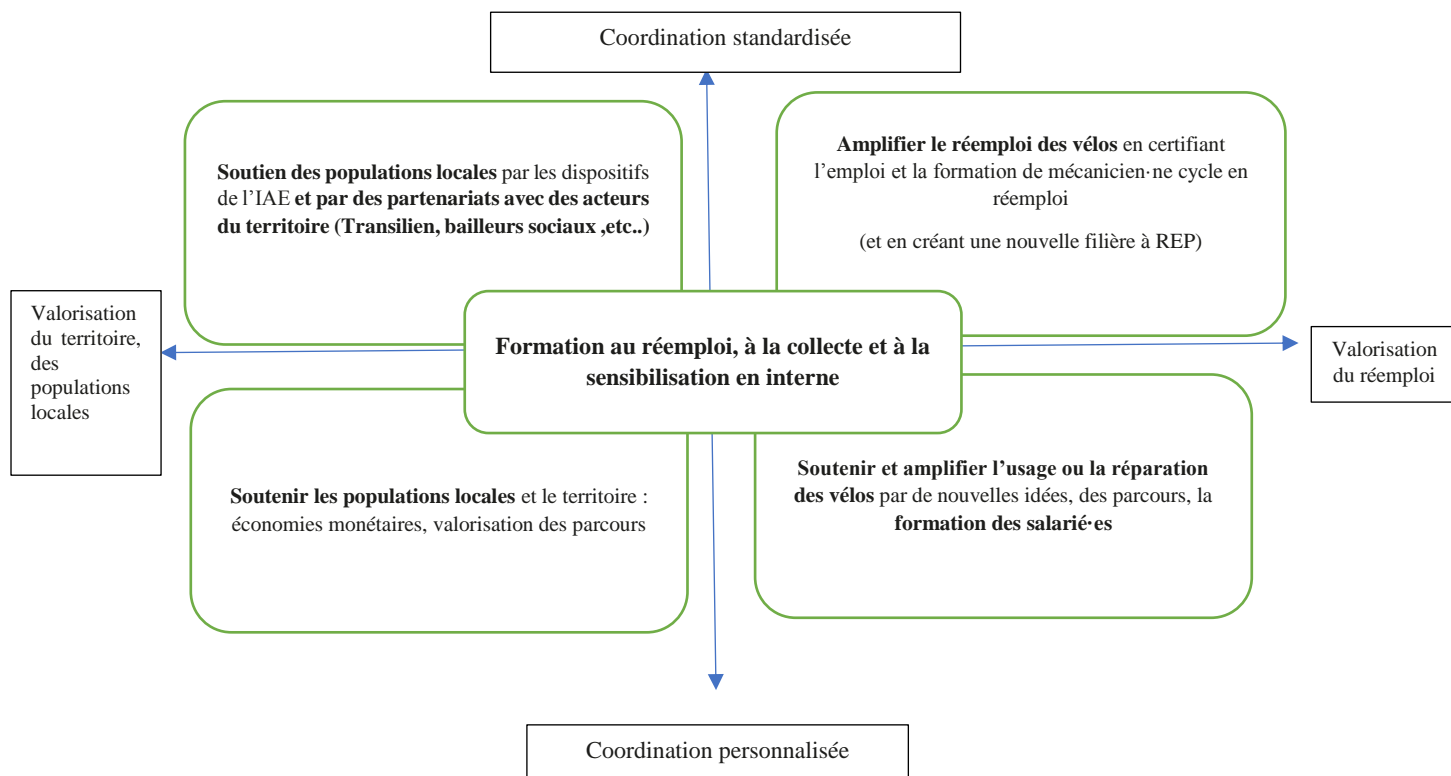 Coordination standardisée
Soutien des populations locales par les dispositifs
de l’IAE et par des partenariats avec des acteurs
du territoire (Transilien, bailleurs sociaux ,etc..)
Amplifier le réemploi des vélos en certifiant
l’emploi et la formation de mécanicien·ne cycle en
réemploi
(et en créant une nouvelle filière à REP)
Valorisation
du territoire,
des
populations
locales
Formation au réemploi, à la collecte et à la
sensibilisation en interne
Valorisation
du réemploi
Soutenir les populations locales et le territoire :
économies monétaires, valorisation des parcours
Soutenir et amplifier l’usage ou la réparation
des vélos par de nouvelles idées, des parcours, la
formation des salarié·es
Coordination personnalisée